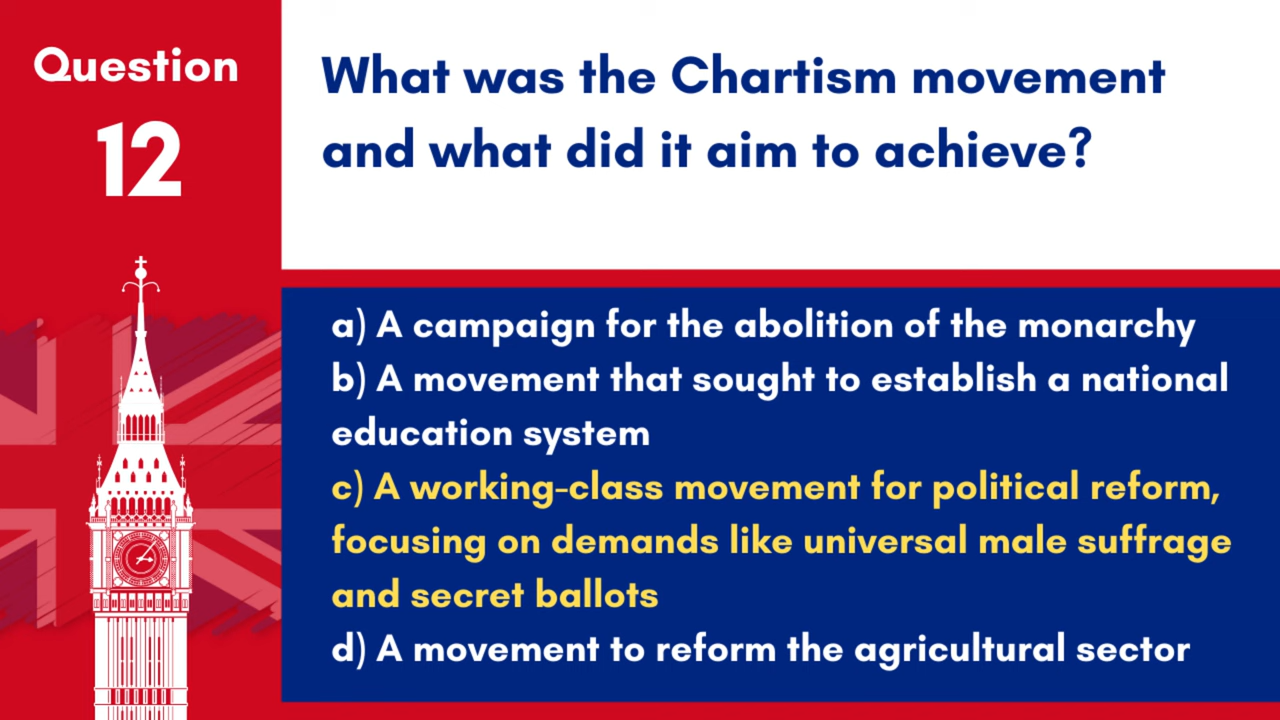 Question
12
What was the Chartism movement
and what did it aim to achieve?
a) A campaign for the abolition of the monarchy
b) A movement that sought to establish a national
education system
c) A working-class movement for political reform,
focusing on demands like universal male suffrage
and secret ballots
d) A movement to reform the agricultural sector